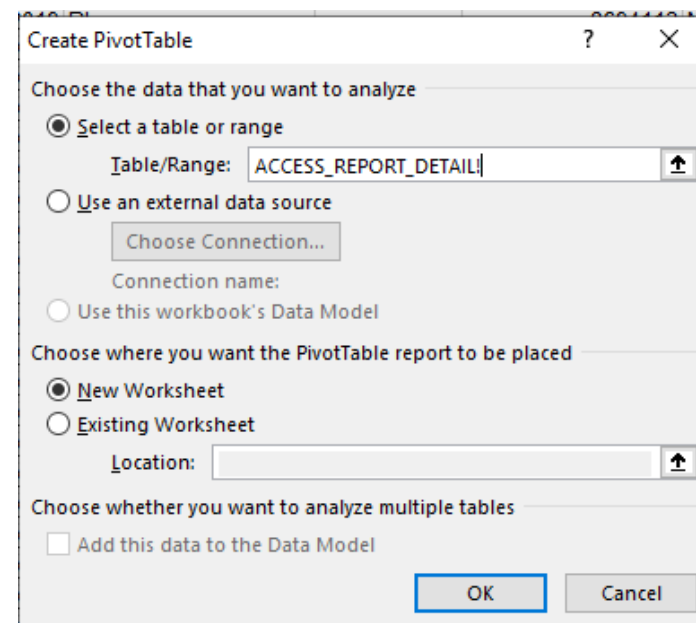 Create PivotTable ?
Choose the data that you want to analyze
Select a table or range
Table/Range: ACCESS_REPORT_DETAIL!
Use an external data source
Choose Connection...
Connection name:
Use this workbook's Data Model
Choose where you want the PivotTable report to be placed
New Worksheet
Existing Worksheet
Location:
Choose whether you want to analyze multiple tables
Add this data to the Data Model
OK Cancel